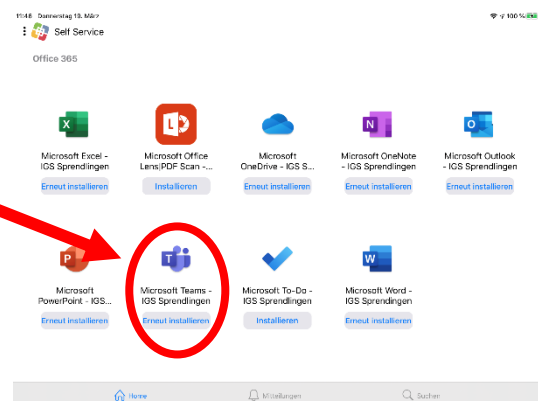 11:48 Donnerstag 19. März
100 %
Self Service
Office 365
Microsoft Excel -
IGS Sprendlingen
Erneut installieren
Microsoft Office
Lens|PDF Scan -...
Installieren
Microsoft
OneDrive - IGS S...
Erneut installieren
Microsoft OneNote
- IGS Sprendlingen
Erneut installieren
Microsoft Outlook
- IGS Sprendlingen
Erneut installieren
Microsoft
PowerPoint - IGS...
Erneut installieren
Microsoft Teams -
IGS Sprendlingen
Erneut installieren
Microsoft To-Do -
IGS Sprendlingen
Installieren
Microsoft Word -
IGS Sprendlingen
Erneut installieren
Home
Mitteilungen
Suchen